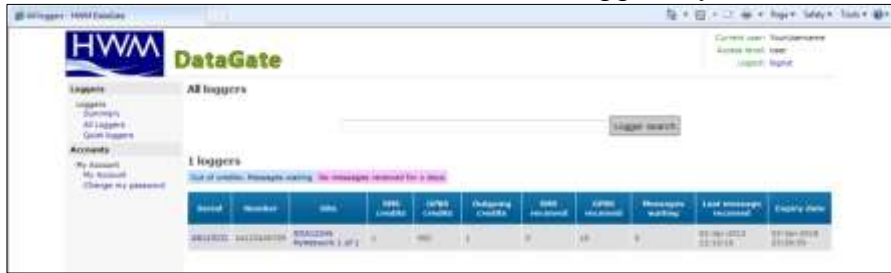 All loggers - HWM DataGate
Page Safety Tools
HWM
DataGate
Current user: YourUsername
Access level: user
Logout: logout
Loggers
Loggers
Summary
All Loggers
Quiet loggers
Accounts
My Account
My Account
Change my password
All loggers
Logger search
1 loggers
Out of credits Messages waiting No messages received for 2 days
Serial Number Site SMS credits GPRS credits Outgoing credits SMS received GPRS received Messages waiting Last message received Expiry date